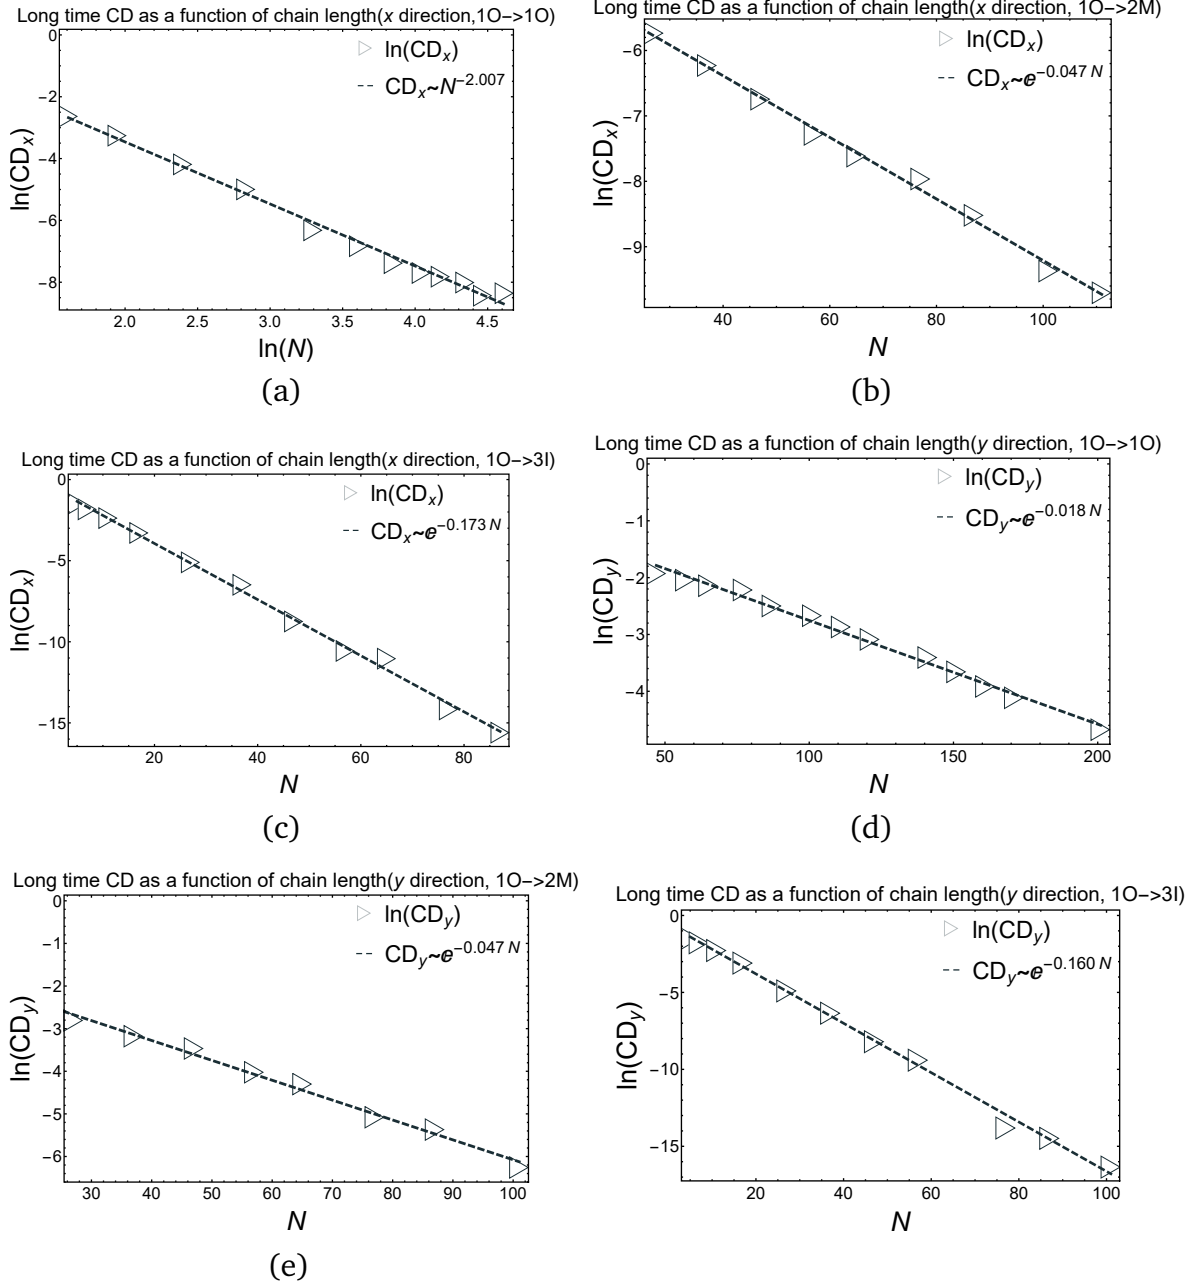 Long time CD as a function of chain length(x direction,1O->1O)
ln(CDx)
CDx~N^−2.007
0
−2
−4
−6
−8
ln(CDx)
2.0 2.5 3.0 3.5 4.0 4.5
ln(N)
(a)
Long time CD as a function of chain length(x direction, 1O->2M)
ln(CDx)
CDx~e^−0.047 N
−6
−7
−8
−9
ln(CDx)
40 60 80 100
N
(b)
Long time CD as a function of chain length(x direction, 1O->3I)
ln(CDx)
CDx~e^−0.173 N
0
−5
−10
−15
ln(CDx)
20 40 60 80
N
(c)
Long time CD as a function of chain length(y direction, 1O->1O)
ln(CDy)
CDy~e^−0.018 N
0
−1
−2
−3
−4
ln(CDy)
50 100 150 200
N
(d)
Long time CD as a function of chain length(y direction, 1O->2M)
ln(CDy)
CDy~e^−0.047 N
0
−1
−2
−3
−4
−5
−6
ln(CDy)
30 40 50 60 70 80 90 100
N
(e)
Long time CD as a function of chain length(y direction, 1O->3I)
ln(CDy)
CDy~e^−0.160 N
0
−5
−10
−15
ln(CDy)
20 40 60 80 100
N